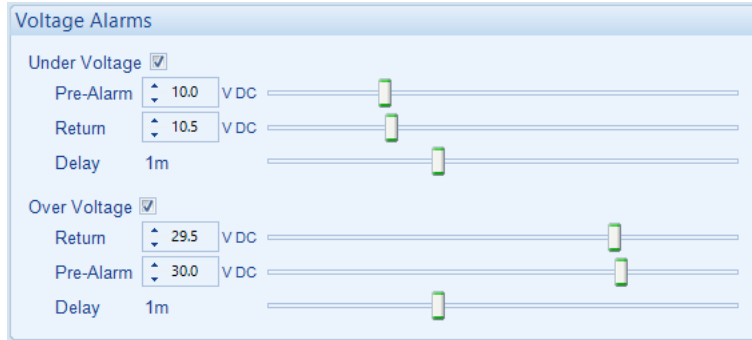 Voltage Alarms
Under Voltage
Pre-Alarm 10.0 V DC
Return 10.5 V DC
Delay 1m
Over Voltage
Return 29.5 V DC
Pre-Alarm 30.0 V DC
Delay 1m